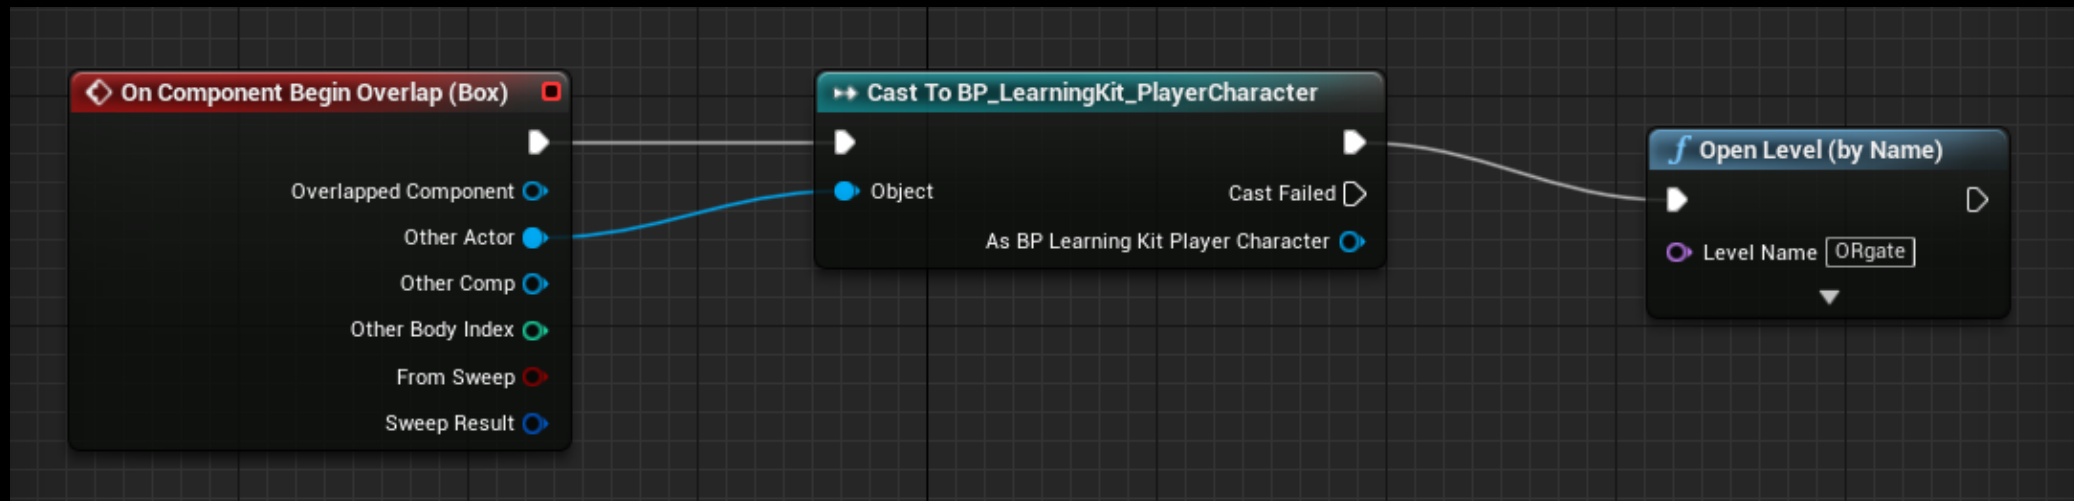 On Component Begin Overlap (Box)
Overlapped Component
Other Actor
Other Comp
Other Body Index
From Sweep
Sweep Result
Cast To BP_LearningKit_PlayerCharacter
Object
Cast Failed
As BP Learning Kit Player Character
f Open Level (by Name)
Level Name ORgate